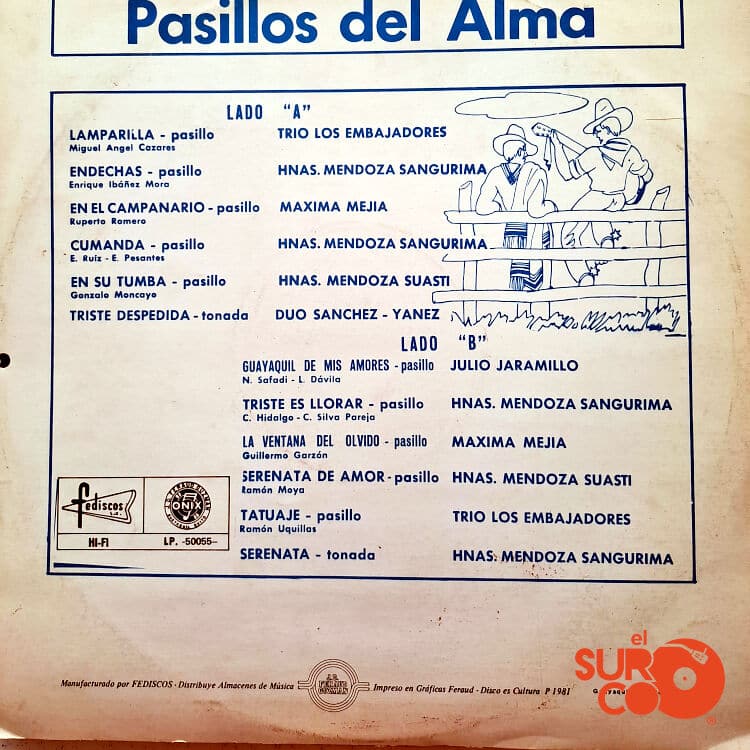 Pasillos del Alma
LADO "A"
LAMPARILLA - pasillo TRIO LOS EMBAJADORES
Miguel Angel Cazares
ENDECHAS - pasillo HNAS. MENDOZA SANGURIMA
Enrique Ibáñez Mora
EN EL CAMPANARIO - pasillo MAXIMA MEJIA
Ruperto Romero
CUMANDA - pasillo HNAS. MENDOZA SANGURIMA
E. Ruiz - E. Pesantes
EN SU TUMBA - pasillo HNAS. MENDOZA SUASTI
Gonzalo Moncayo
TRISTE DESPEDIDA - tonada DUO SANCHEZ - YANEZ
LADO "B"
GUAYAQUIL DE MIS AMORES - pasillo JULIO JARAMILLO
N. Safadi - L. Dávila
TRISTE ES LLORAR - pasillo HNAS. MENDOZA SANGURIMA
C. Hidalgo - C. Silva Pareja
LA VENTANA DEL OLVIDO - pasillo MAXIMA MEJIA
Guillermo Garzón
SERENATA DE AMOR - pasillo HNAS. MENDOZA SUASTI
Ramón Moya
TATUAJE - pasillo TRIO LOS EMBAJADORES
Ramón Uquillas
SERENATA - tonada HNAS. MENDOZA SANGURIMA
fediscos
ONIX
HI-FI LP. -50055-
Manufacturado por FEDISCOS - Distribuye Almacenes de Música J.D. FERAUD GUZMAN Impreso en Gráficas Feraud - Disco es Cultura P 1981
el
SURCO